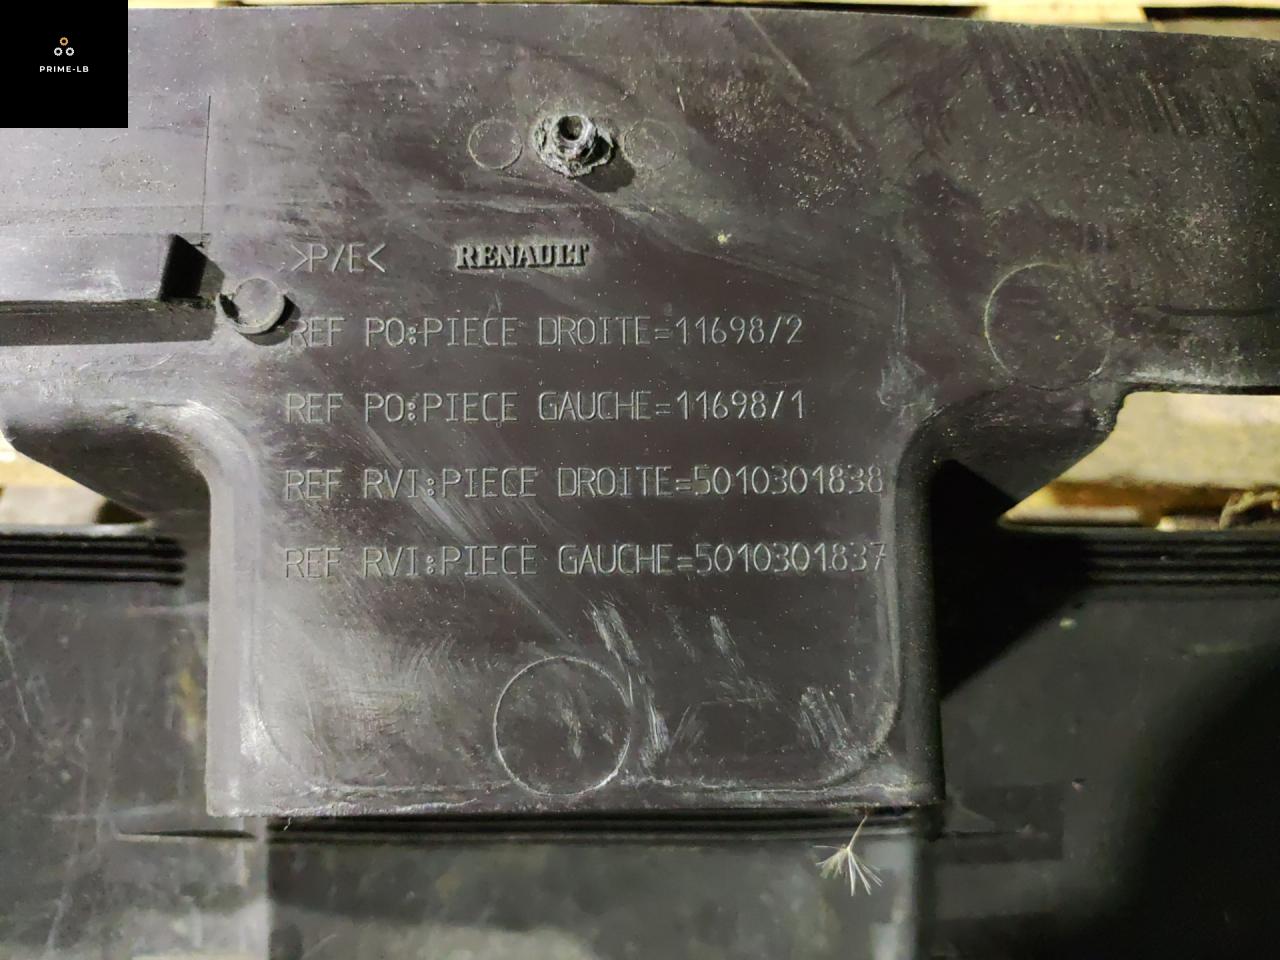 PRIME-LB
>P/E< RENAULT
REF PO:PIECE DROITE=11698/2
REF PO:PIECE GAUCHE=11698/1
REF RVI:PIECE DROITE=5010301838
REF RVI:PIECE GAUCHE=5010301837